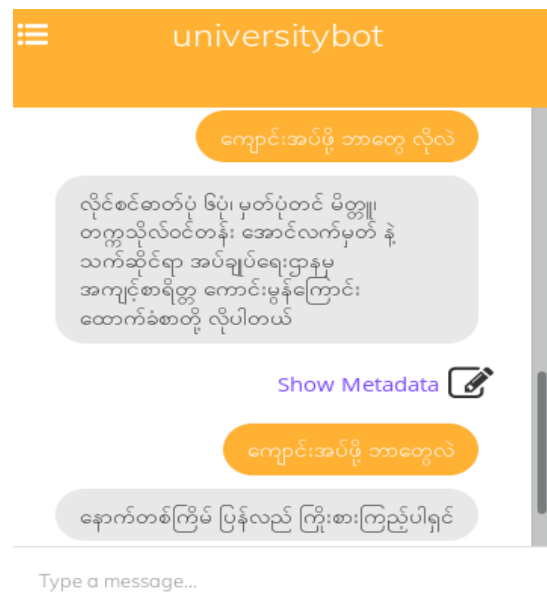 universitybot
ကျောင်းအပ်ဖို့ ဘာတွေ လိုလဲ
လိုင်စင်ဓာတ်ပုံ ၆ပုံ၊ မှတ်ပုံတင် မိတ္တူ၊
တက္ကသိုလ်ဝင်တန်း အောင်လက်မှတ် နဲ့
သက်ဆိုင်ရာ အပ်ချုပ်ရေးဌာနမှ
အကျင့်စာရိတ္တ ကောင်းမွန်ကြောင်း
ထောက်ခံစာတို့ လိုပါတယ်
Show Metadata
ကျောင်းအပ်ဖို့ ဘာတွေလဲ
နောက်တစ်ကြိမ် ပြန်လည် ကြိုးစားကြည့်ပါရှင်
Type a message...